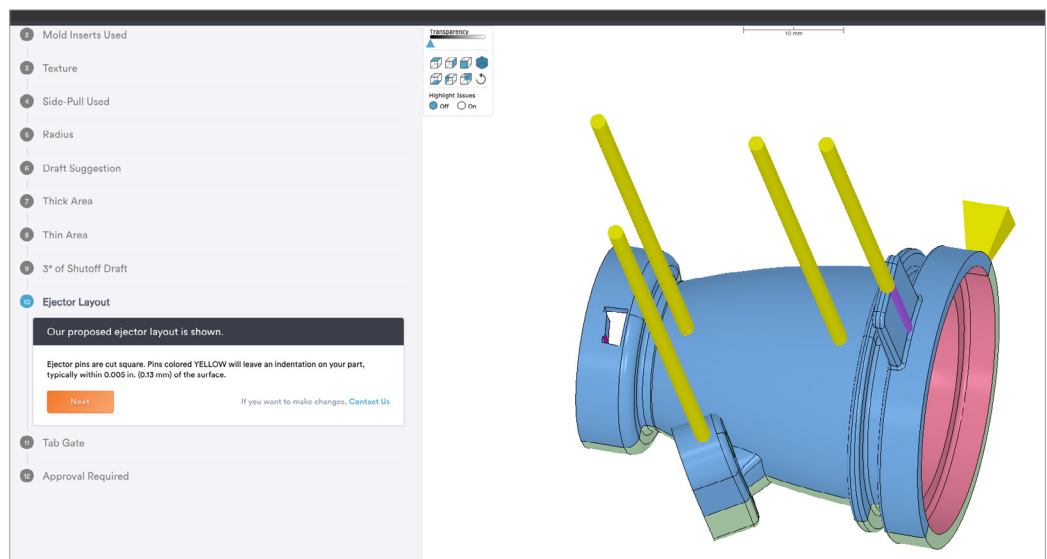 2 Mold Inserts Used
3 Texture
4 Side-Pull Used
5 Radius
6 Draft Suggestion
7 Thick Area
8 Thin Area
9 3° of Shutoff Draft
10 Ejector Layout
Our proposed ejector layout is shown.
Ejector pins are cut square. Pins colored YELLOW will leave an indentation on your part,
typically within 0.005 in. (0.13 mm) of the surface.
Next
If you want to make changes, Contact Us
11 Tab Gate
12 Approval Required
Transparency
Highlight Issues
Off On
10 mm